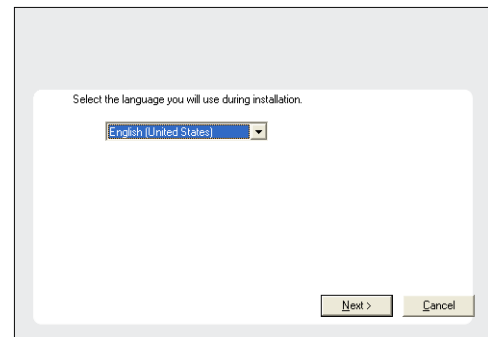 Select the language you will use during installation.
English (United States)
Next >
Cancel